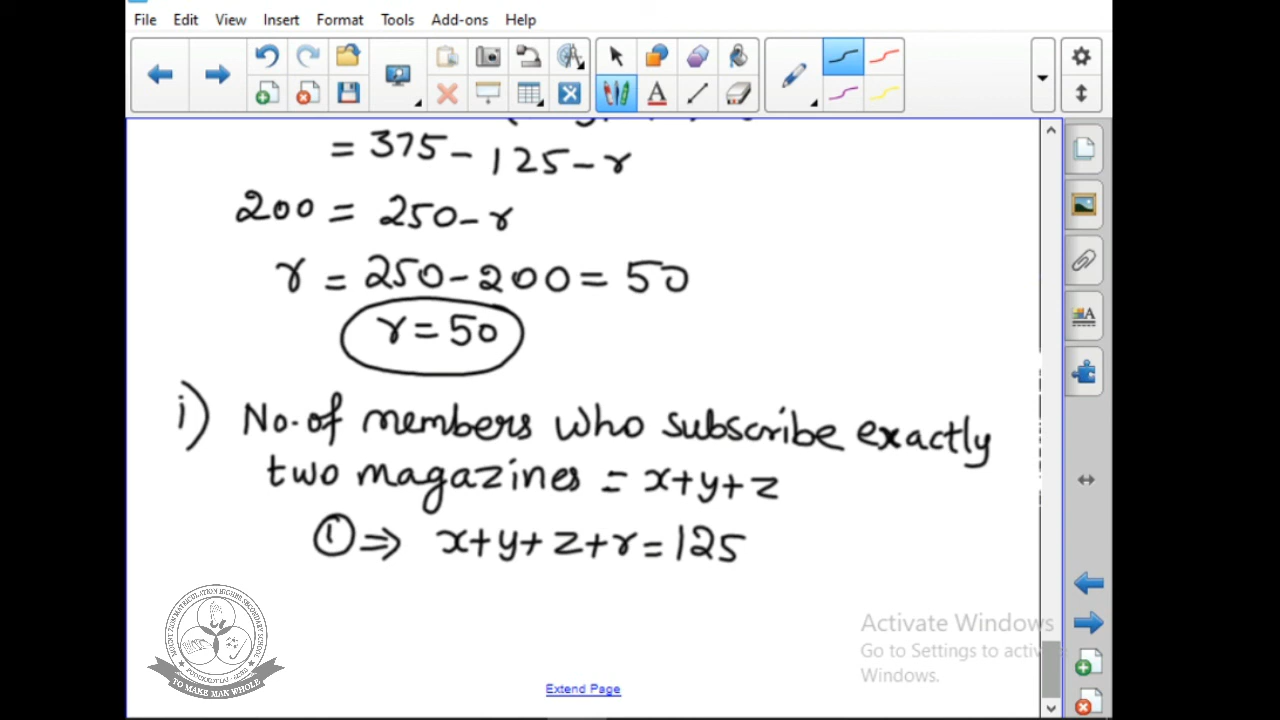 File Edit View Insert Format Tools Add-ons Help
= 375 - 125 - r
200 = 250 - r
r = 250 - 200 = 50
r = 50
i) No. of members who subscribe exactly
two magazines = x+y+z
① ⇒ x+y+z+r = 125
Activate Windows
Go to Settings to activ
Windows.
TO MAKE MAN WHOLE
Extend Page